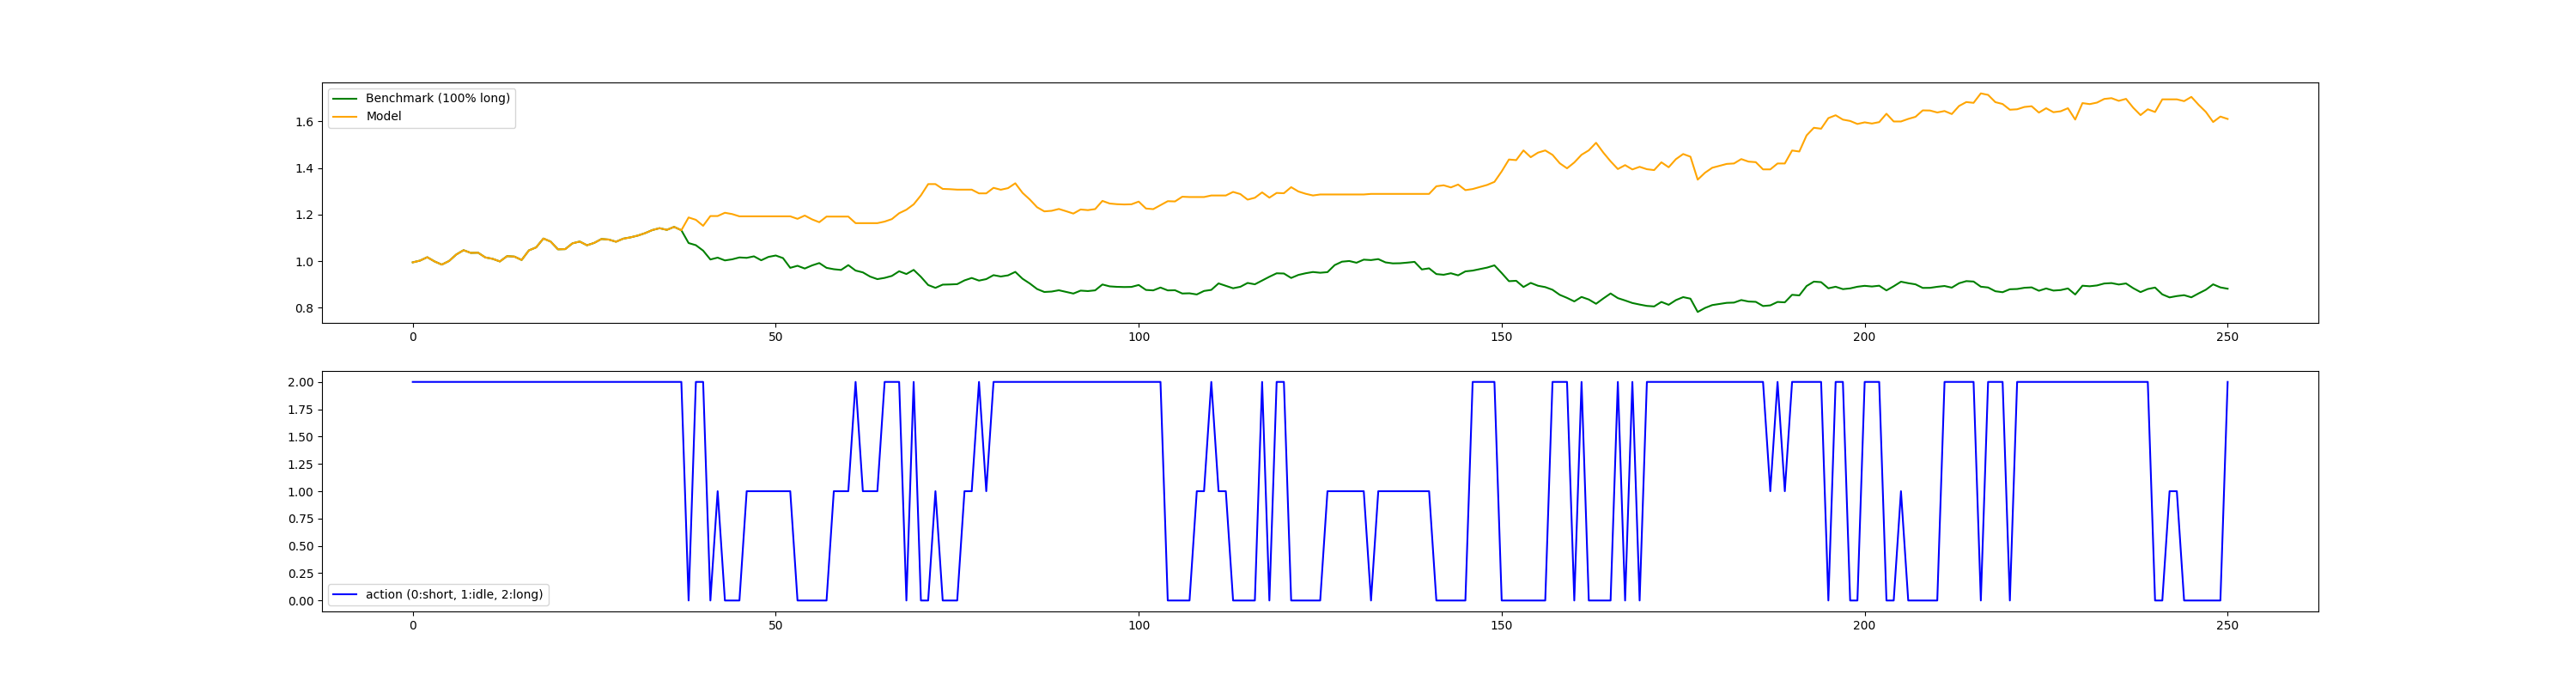 Benchmark (100% long)
Model
1.6
1.4
1.2
1.0
0.8
0 50 100 150 200 250
2.00
1.75
1.50
1.25
1.00
0.75
0.50
0.25
0.00
action (0:short, 1:idle, 2:long)
0 50 100 150 200 250